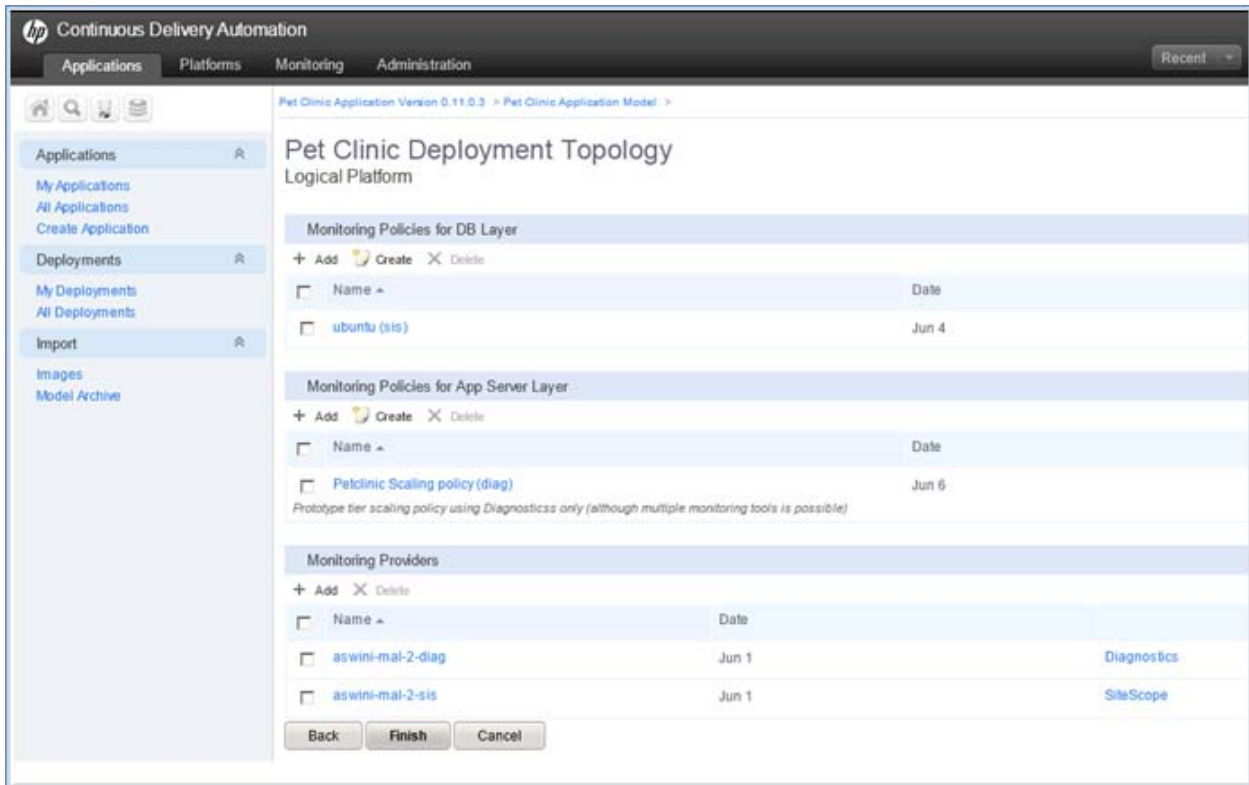 hp Continuous Delivery Automation
Applications Platforms Monitoring Administration Recent
Pet Clinic Application Version 0.11.0.3 > Pet Clinic Application Model >
Applications
My Applications
All Applications
Create Application
Deployments
My Deployments
All Deployments
Import
Images
Model Archive
Pet Clinic Deployment Topology
Logical Platform
Monitoring Policies for DB Layer
+ Add Create X Delete
Name Date
ubuntu (sis) Jun 4
Monitoring Policies for App Server Layer
+ Add Create X Delete
Name Date
Petclinic Scaling policy (diag) Jun 6
Prototype tier scaling policy using Diagnosticss only (although multiple monitoring tools is possible)
Monitoring Providers
+ Add X Delete
Name Date
aswini-mal-2-diag Jun 1 Diagnostics
aswini-mal-2-sis Jun 1 SiteScope
Back Finish Cancel